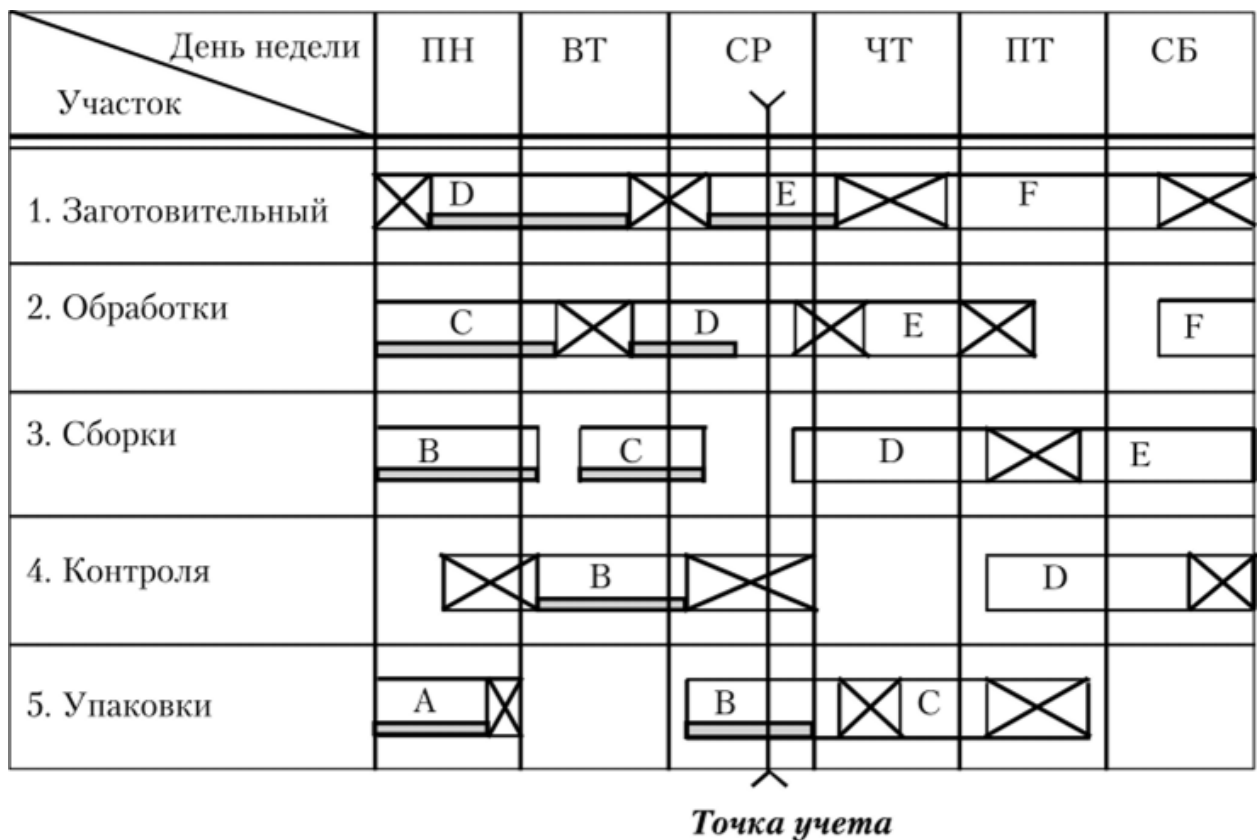 День недели ПН ВТ СР ЧТ ПТ СБ
Участок
1. Заготовительный D E F
2. Обработки C D E F
3. Сборки B C D E
4. Контроля B D
5. Упаковки A B C
Точка учета